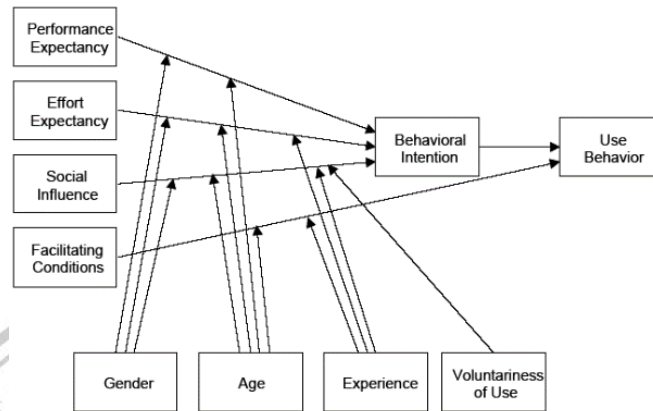 Performance
Expectancy
Effort
Expectancy
Social
Influence
Facilitating
Conditions
Behavioral
Intention
Use
Behavior
Gender
Age
Experience
Voluntariness
of Use